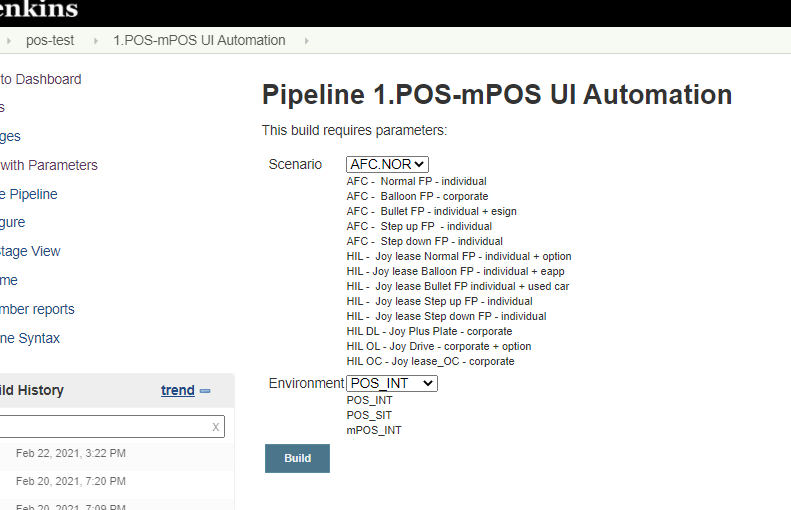 enkins
pos-test
1.POS-mPOS UI Automation
to Dashboard
s
ges
with Parameters
e Pipeline
gure
Stage View
me
mber reports
ne Syntax
ild History
trend
x
Feb 22, 2021, 3:22 PM
Feb 20, 2021, 7:20 PM
Feb 20, 2021, 7:09 PM
Pipeline 1.POS-mPOS UI Automation
This build requires parameters:
Scenario AFC.NOR
AFC - Normal FP - individual
AFC - Balloon FP - corporate
AFC - Bullet FP - individual + esign
AFC - Step up FP - individual
AFC - Step down FP - individual
HIL - Joy lease Normal FP - individual + option
HIL - Joy lease Balloon FP - individual + eapp
HIL - Joy lease Bullet FP individual + used car
HIL - Joy lease Step up FP - individual
HIL - Joy lease Step down FP - individual
HIL DL - Joy Plus Plate - corporate
HIL OL - Joy Drive - corporate + option
HIL OC - Joy lease_OC - corporate
Environment POS_INT
POS_INT
POS_SIT
mPOS_INT
Build